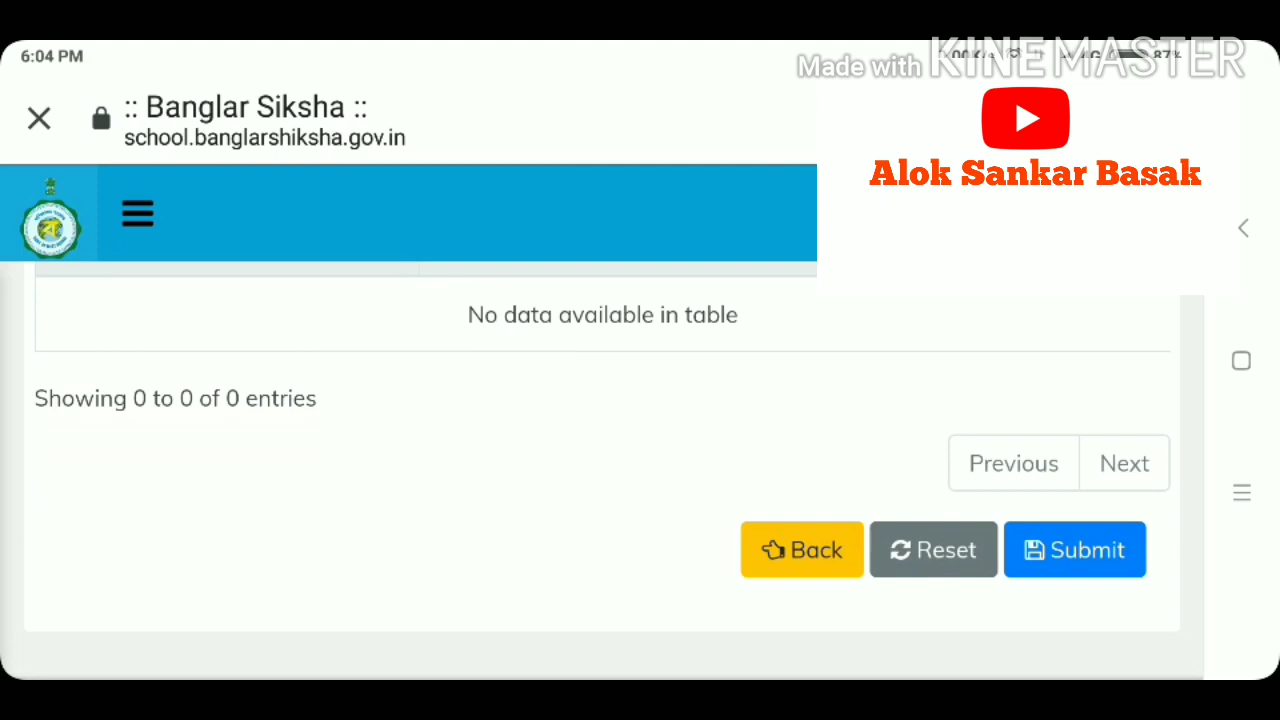 6:04 PM
87%
Made with KINEMASTER
:: Banglar Siksha ::
school.banglarshiksha.gov.in
Alok Sankar Basak
No data available in table
Showing 0 to 0 of 0 entries
Previous Next
Back Reset Submit